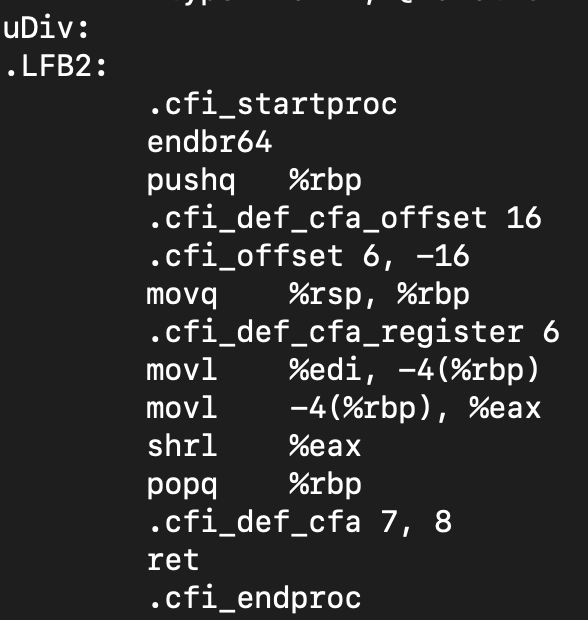 uDiv:
.LFB2:
.cfi_startproc
endbr64
pushq %rbp
.cfi_def_cfa_offset 16
.cfi_offset 6, -16
movq %rsp, %rbp
.cfi_def_cfa_register 6
movl %edi, -4(%rbp)
movl -4(%rbp), %eax
shrl %eax
popq %rbp
.cfi_def_cfa 7, 8
ret
.cfi_endproc